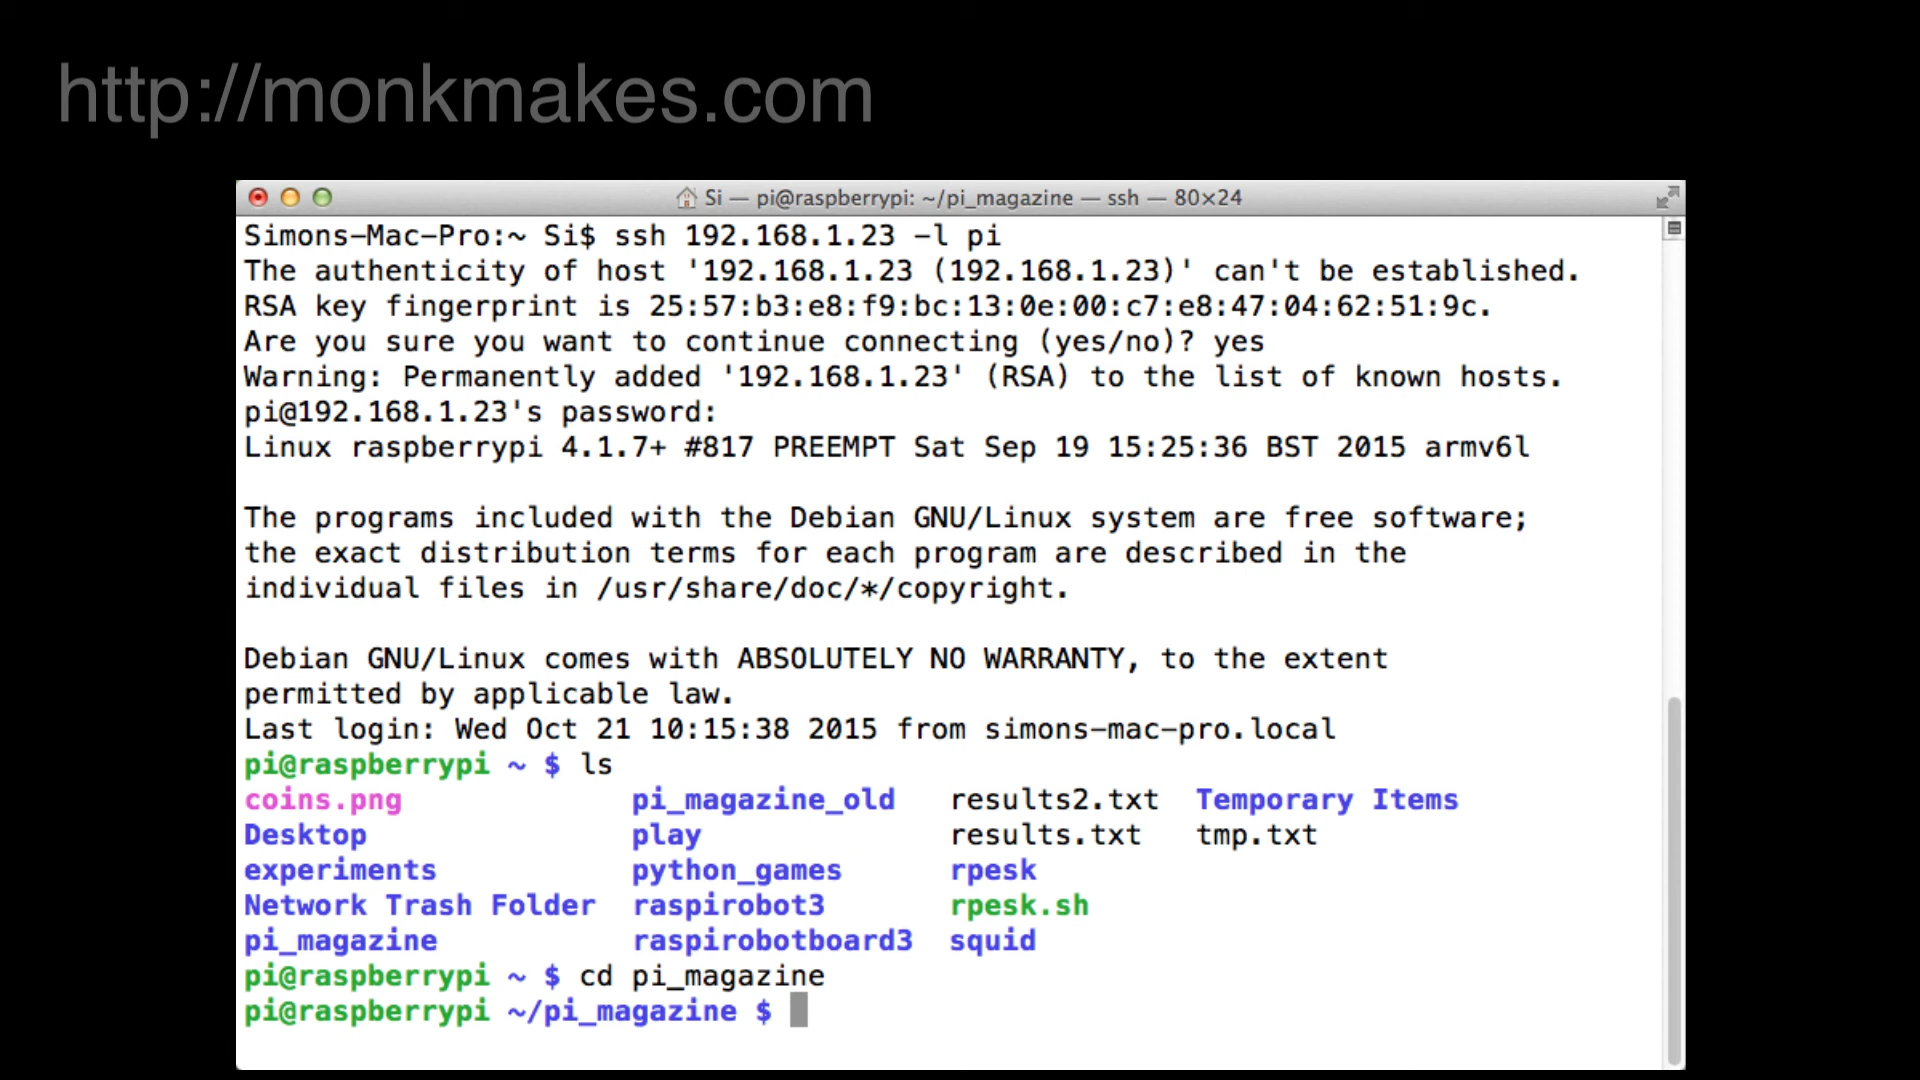 http://monkmakes.com
Si — pi@raspberrypi: ~/pi_magazine — ssh — 80×24
Simons-Mac-Pro:~ Si$ ssh 192.168.1.23 -l pi
The authenticity of host '192.168.1.23 (192.168.1.23)' can't be established.
RSA key fingerprint is 25:57:b3:e8:f9:bc:13:0e:00:c7:e8:47:04:62:51:9c.
Are you sure you want to continue connecting (yes/no)? yes
Warning: Permanently added '192.168.1.23' (RSA) to the list of known hosts.
pi@192.168.1.23's password:
Linux raspberrypi 4.1.7+ #817 PREEMPT Sat Sep 19 15:25:36 BST 2015 armv6l
The programs included with the Debian GNU/Linux system are free software;
the exact distribution terms for each program are described in the
individual files in /usr/share/doc/*/copyright.
Debian GNU/Linux comes with ABSOLUTELY NO WARRANTY, to the extent
permitted by applicable law.
Last login: Wed Oct 21 10:15:38 2015 from simons-mac-pro.local
pi@raspberrypi ~ $ ls
coins.png pi_magazine_old results2.txt Temporary Items
Desktop play results.txt tmp.txt
experiments python_games rpesk
Network Trash Folder raspirobot3 rpesk.sh
pi_magazine raspirobotboard3 squid
pi@raspberrypi ~ $ cd pi_magazine
pi@raspberrypi ~/pi_magazine $